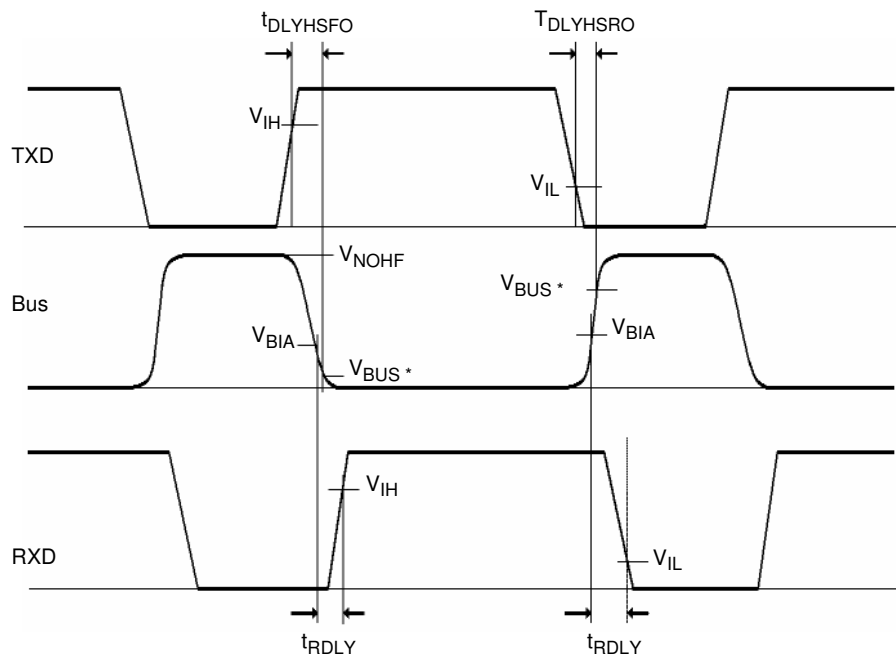 tDLYHSFO TDLYHSRO
VIH
TXD
VIL
VNOHF
Bus
VBUS *
VBIA VBIA
VBUS *
VIH
RXD
VIL
tRDLY tRDLY